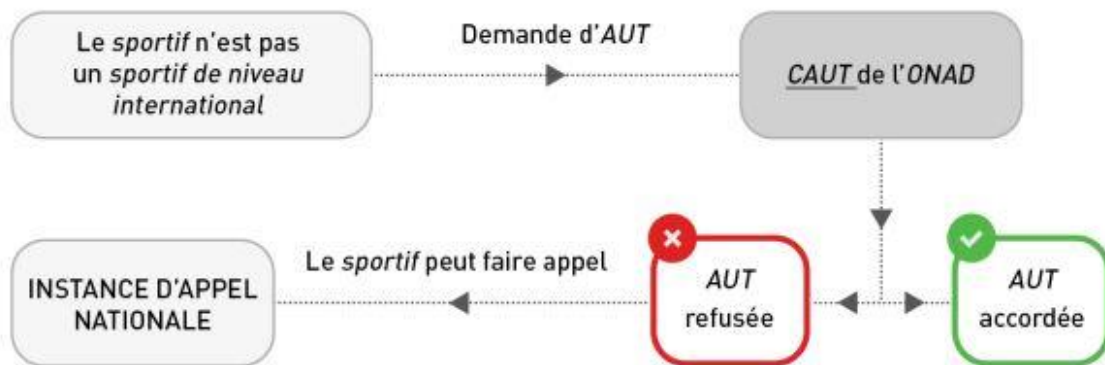 Le sportif n'est pas
un sportif de niveau
international
Demande d'AUT
CAUT de l'ONAD
INSTANCE D'APPEL
NATIONALE
Le sportif peut faire appel
AUT
refusée
AUT
accordée